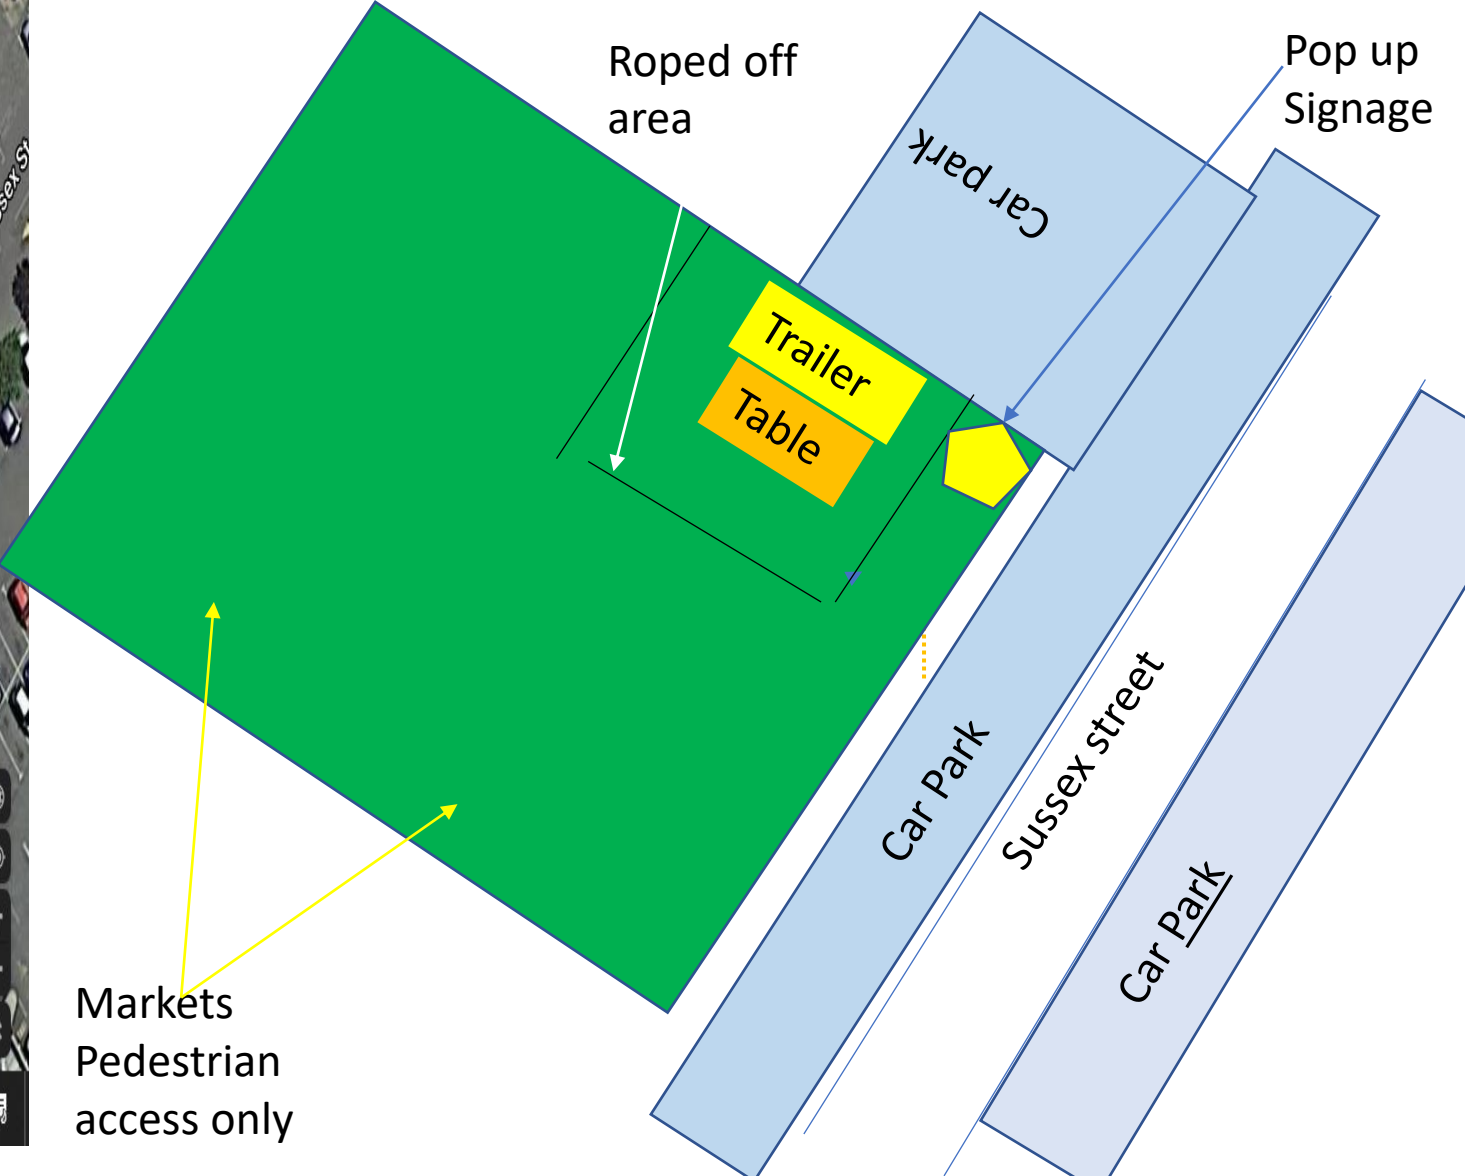 Roped off
area
Pop up
Signage
Car park
Trailer
Table
Car Park
Sussex street
Car Park
Markets
Pedestrian
access only